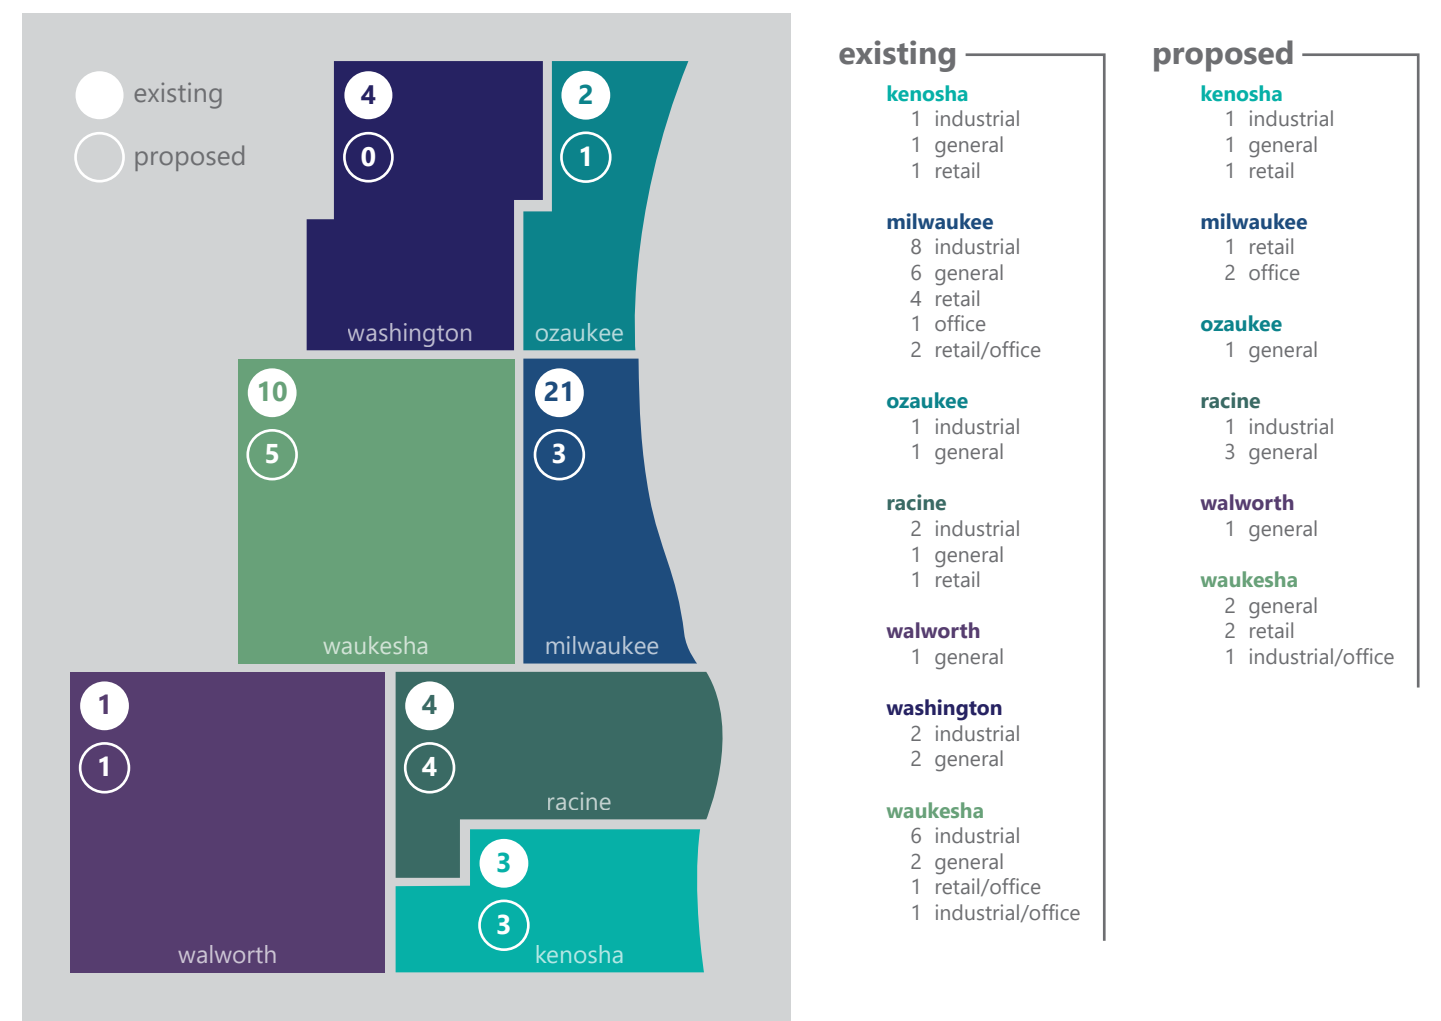 existing
proposed
4
0
washington
2
1
ozaukee
10
5
waukesha
21
3
milwaukee
1
1
walworth
4
4
racine
3
3
kenosha
existing
kenosha
1 industrial
1 general
1 retail
milwaukee
8 industrial
6 general
4 retail
1 office
2 retail/office
ozaukee
1 industrial
1 general
racine
2 industrial
1 general
1 retail
walworth
1 general
washington
2 industrial
2 general
waukesha
6 industrial
2 general
1 retail/office
1 industrial/office
proposed
kenosha
1 industrial
1 general
1 retail
milwaukee
1 retail
2 office
ozaukee
1 general
racine
1 industrial
3 general
walworth
1 general
waukesha
2 general
2 retail
1 industrial/office